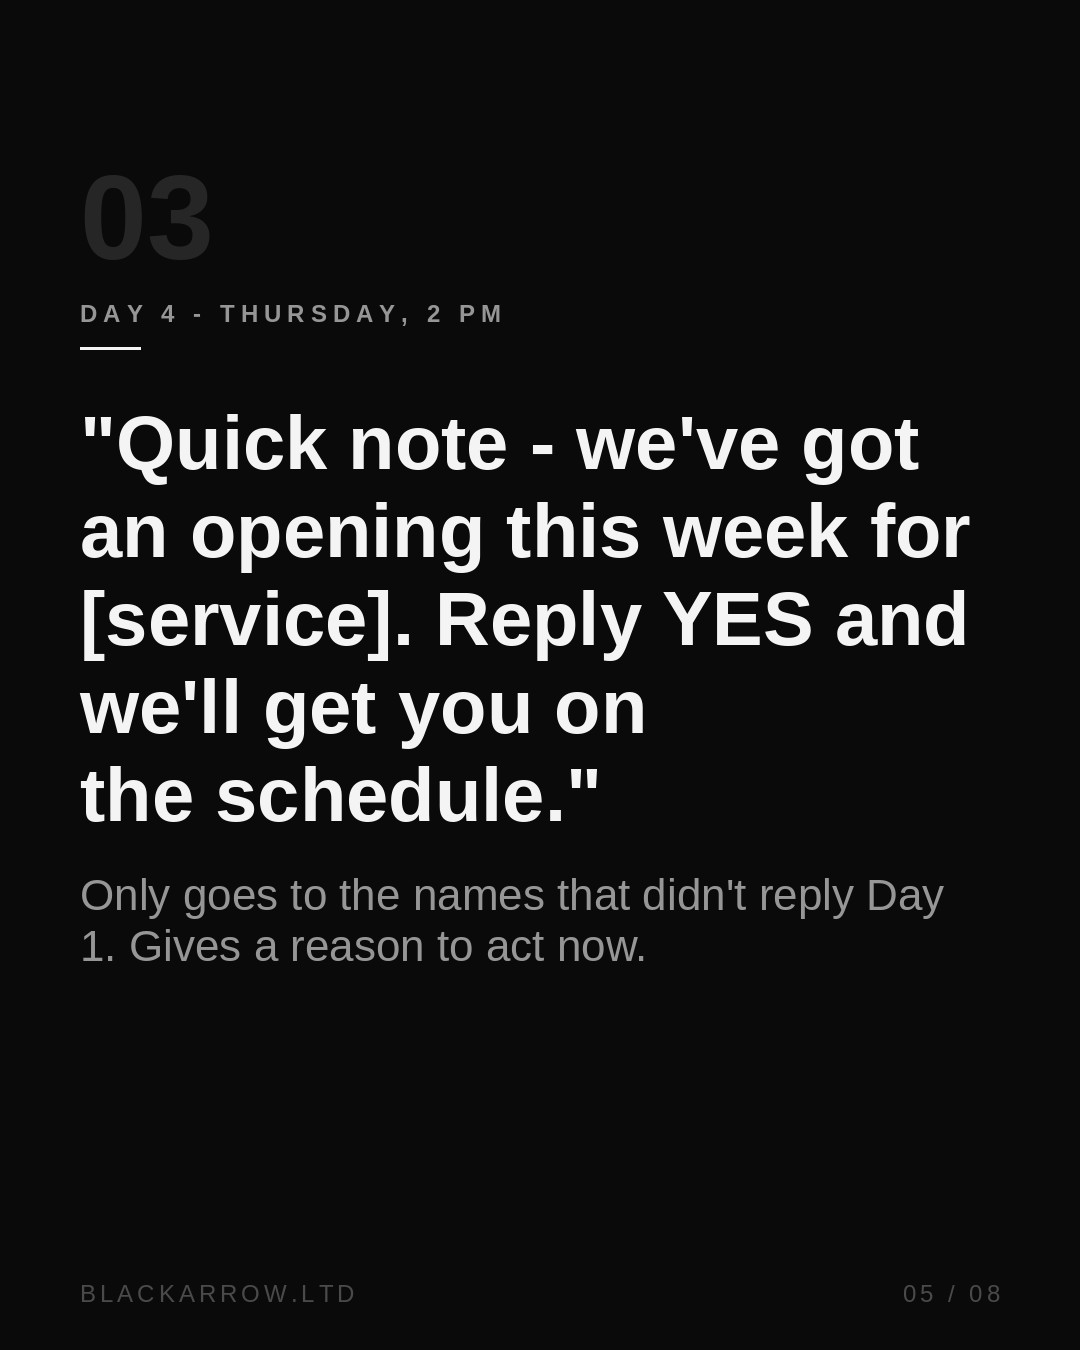 03
DAY 4 - THURSDAY, 2 PM
"Quick note - we've got
an opening this week for
[service]. Reply YES and
we'll get you on
the schedule."
Only goes to the names that didn't reply Day
1. Gives a reason to act now.
BLACKARROW.LTD
05 / 08